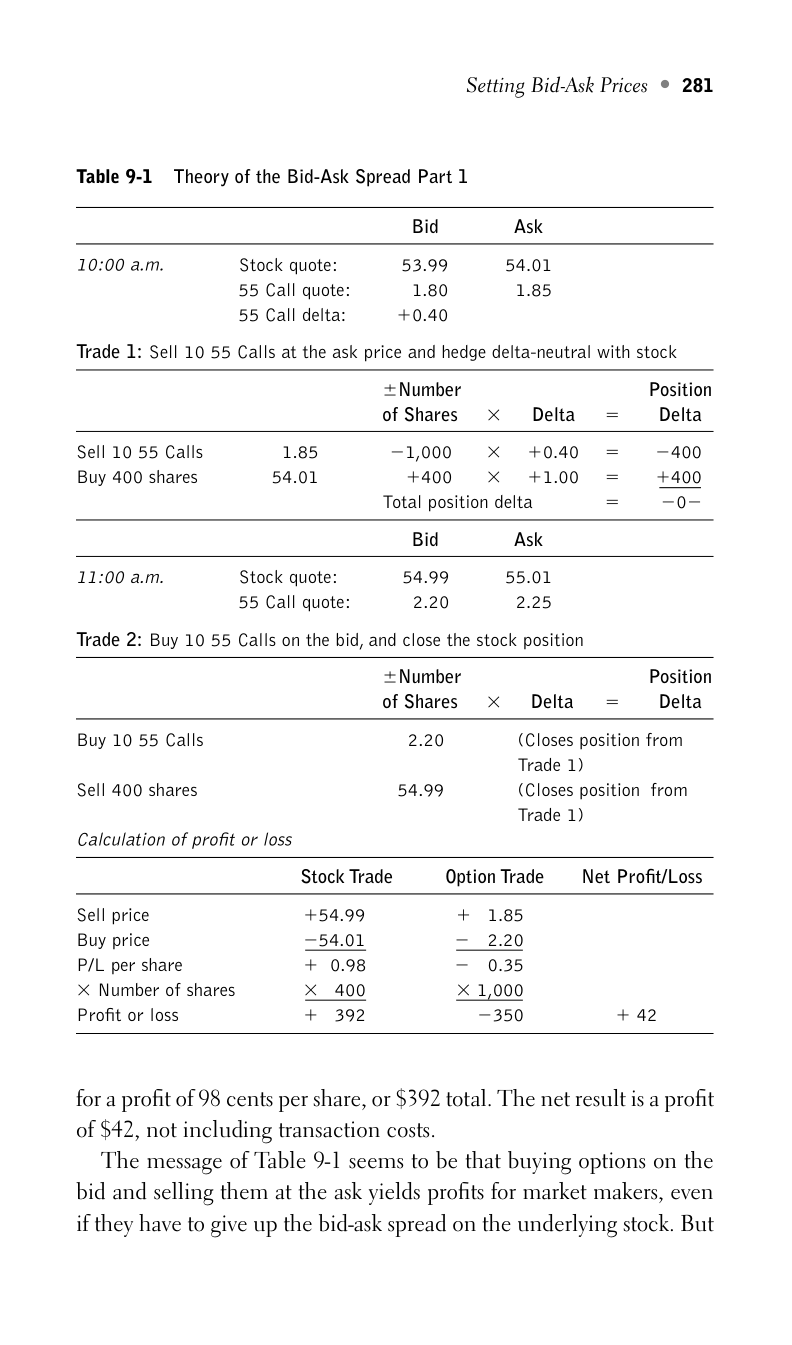 Setting Bid-Ask Prices • 281
Table 9-1 Theory of the Bid-Ask Spread Part 1
Bid Ask
10:00 a.m. Stock quote: 53.99 54.01
55 Call quote: 1.80 1.85
55 Call delta: +0.40
Trade 1: Sell 10 55 Calls at the ask price and hedge delta-neutral with stock
±Number Position
of Shares × Delta = Delta
Sell 10 55 Calls 1.85 −1,000 × +0.40 = −400
Buy 400 shares 54.01 +400 × +1.00 = +400
Total position delta = −0−
Bid Ask
11:00 a.m. Stock quote: 54.99 55.01
55 Call quote: 2.20 2.25
Trade 2: Buy 10 55 Calls on the bid, and close the stock position
±Number Position
of Shares × Delta = Delta
Buy 10 55 Calls 2.20 (Closes position from
Trade 1)
Sell 400 shares 54.99 (Closes position from
Trade 1)
Calculation of profit or loss
Stock Trade Option Trade Net Profit/Loss
Sell price +54.99 + 1.85
Buy price −54.01 − 2.20
P/L per share + 0.98 − 0.35
× Number of shares × 400 × 1,000
Profit or loss + 392 −350 + 42
for a profit of 98 cents per share, or $392 total. The net result is a profit
of $42, not including transaction costs.
The message of Table 9-1 seems to be that buying options on the
bid and selling them at the ask yields profits for market makers, even
if they have to give up the bid-ask spread on the underlying stock. But